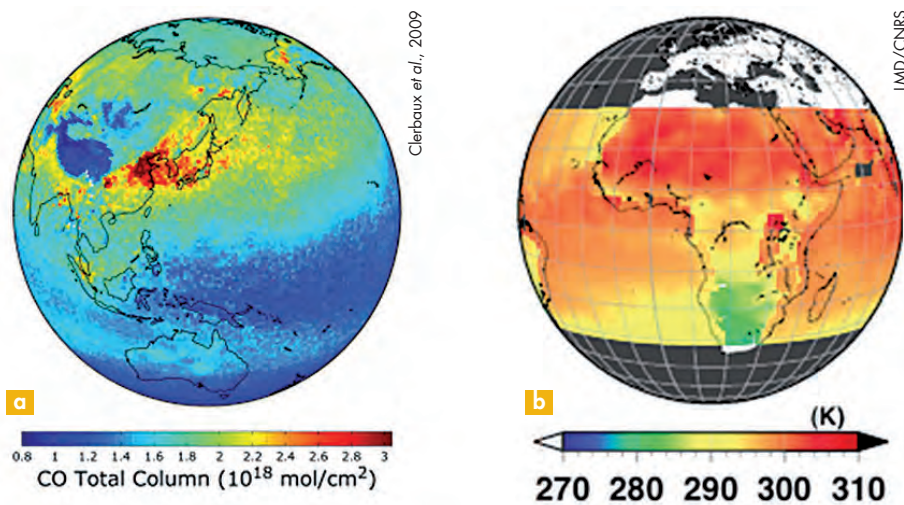 Clerbaux et al., 2009
a
0.8 1 1.2 1.4 1.6 1.8 2 2.2 2.4 2.6 2.8 3
CO Total Column (10¹⁸ mol/cm²)
LMD/CNRS
b
(K)
270 280 290 300 310